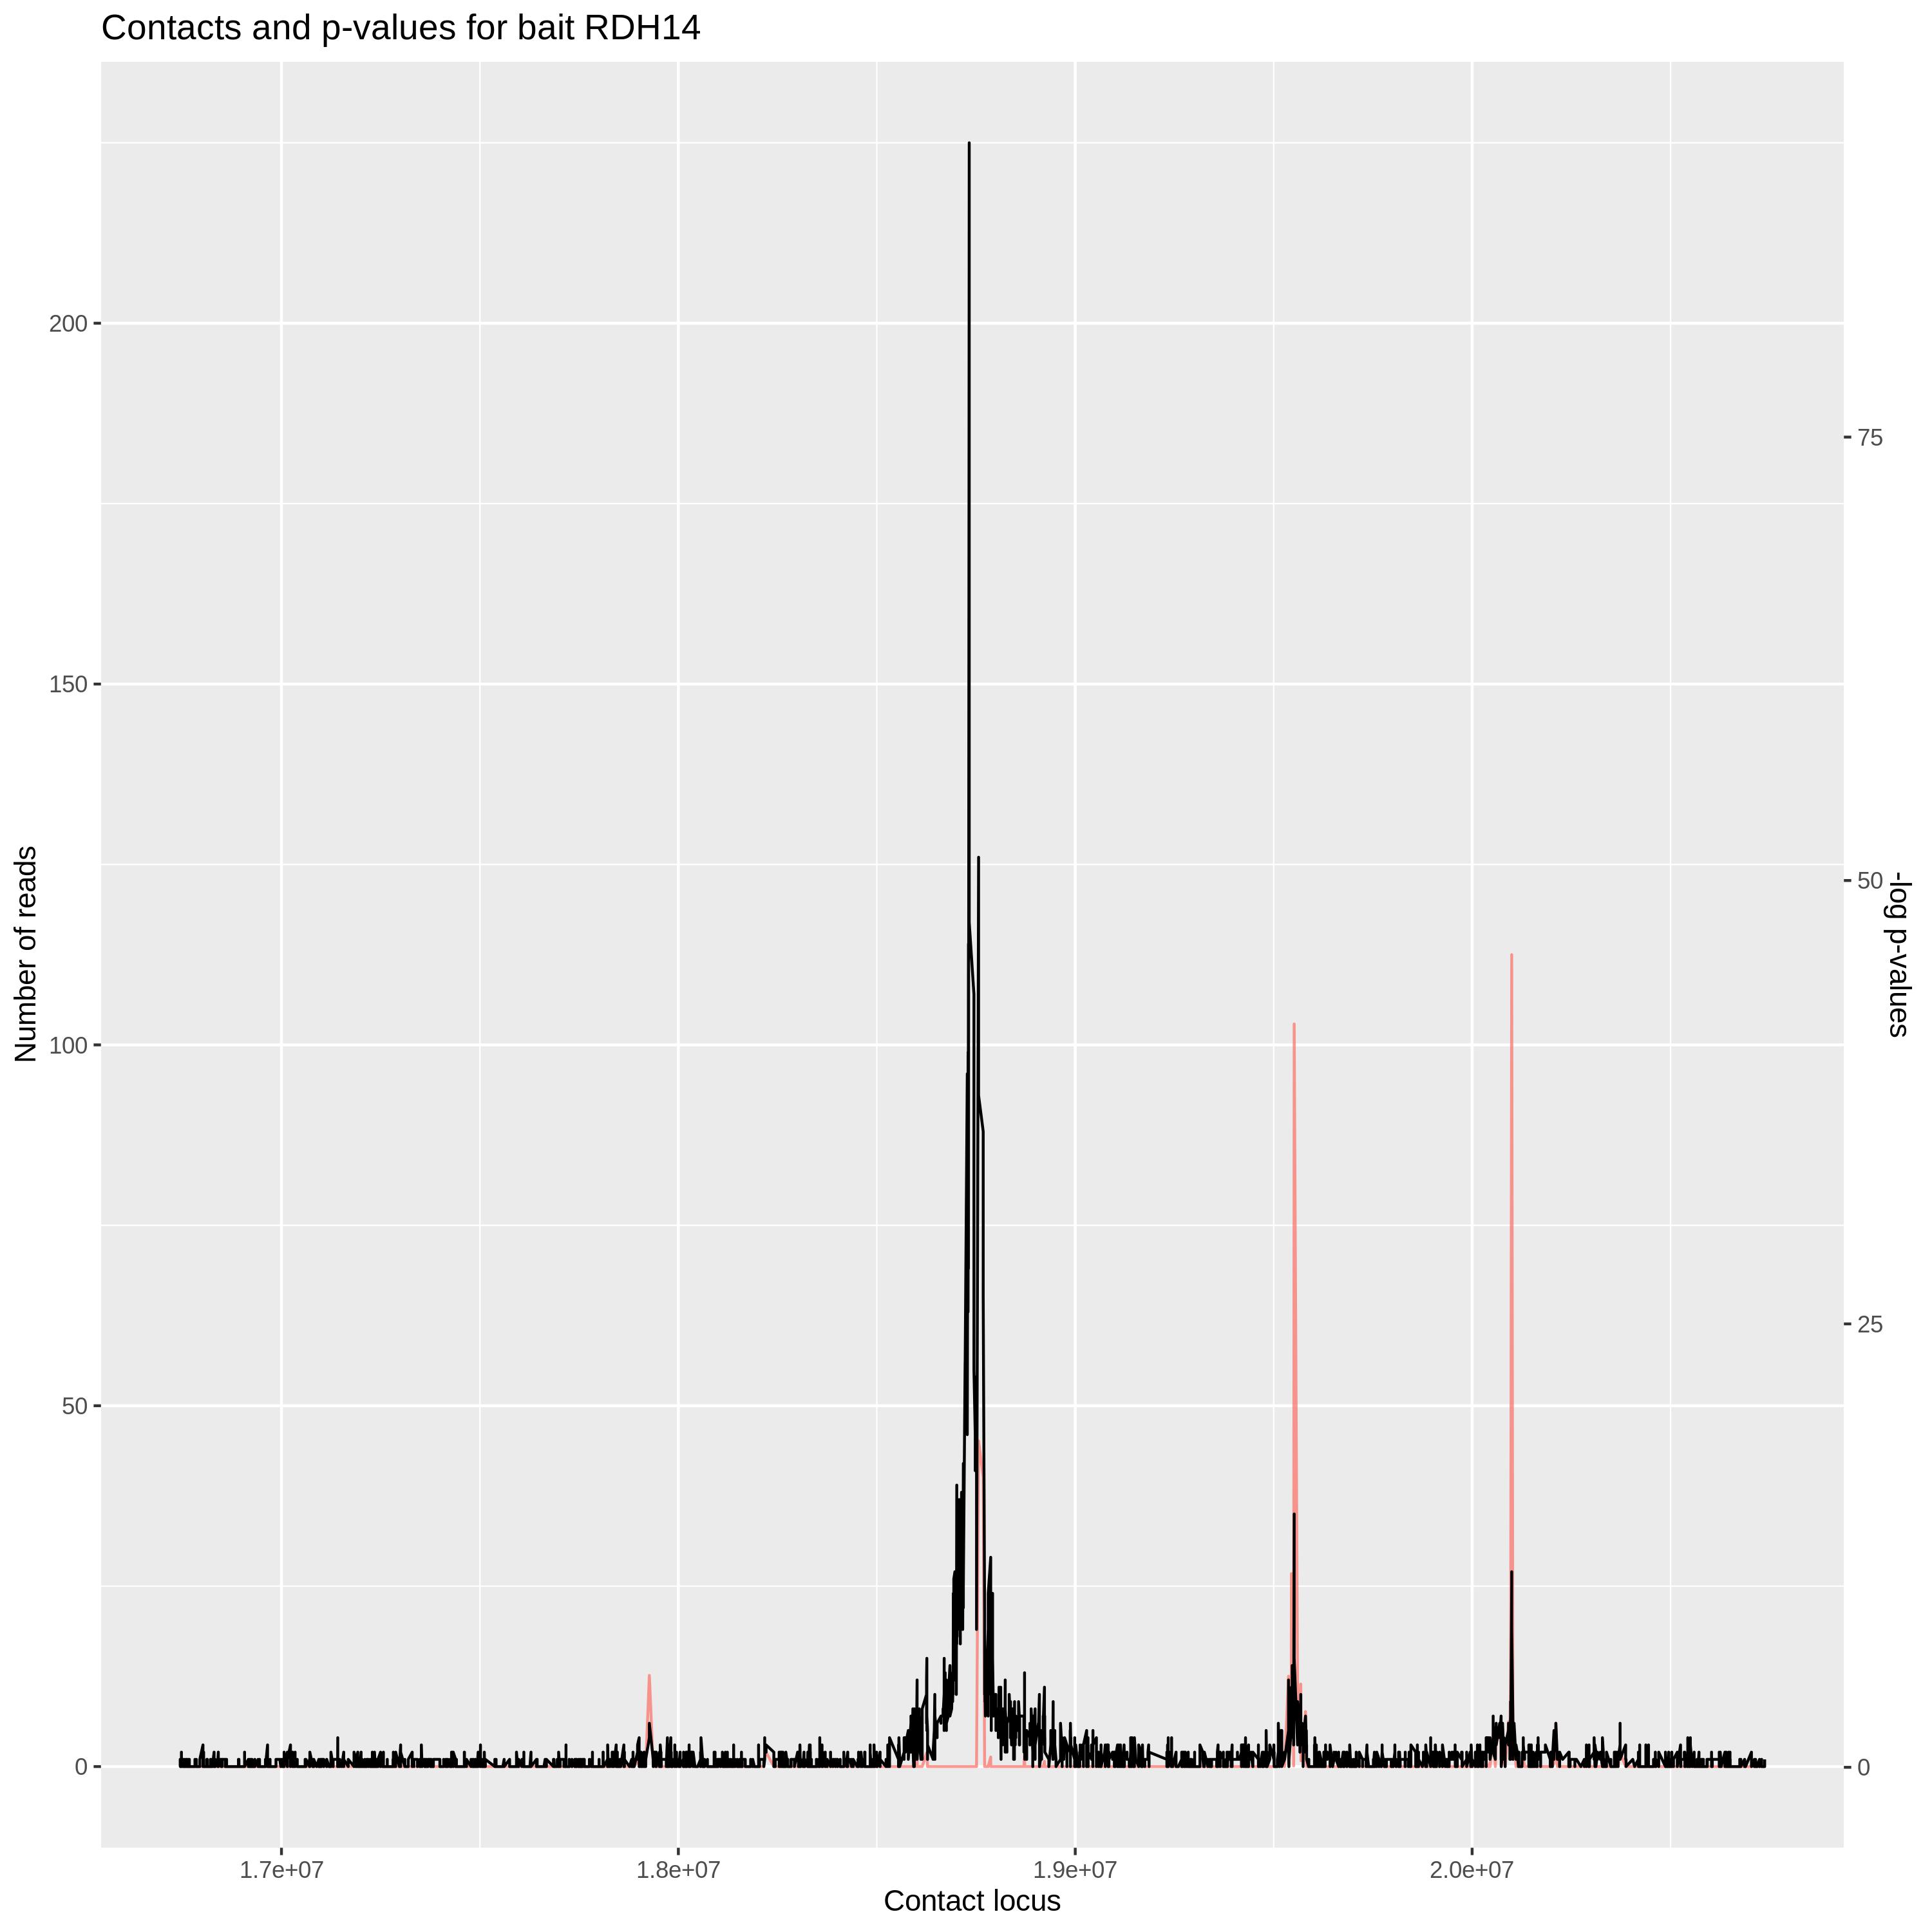 Contacts and p-values for bait RDH14
200
150
100
50
0
Number of reads
75
50
25
0
-log p-values
1.7e+07
1.8e+07
1.9e+07
2.0e+07
Contact locus